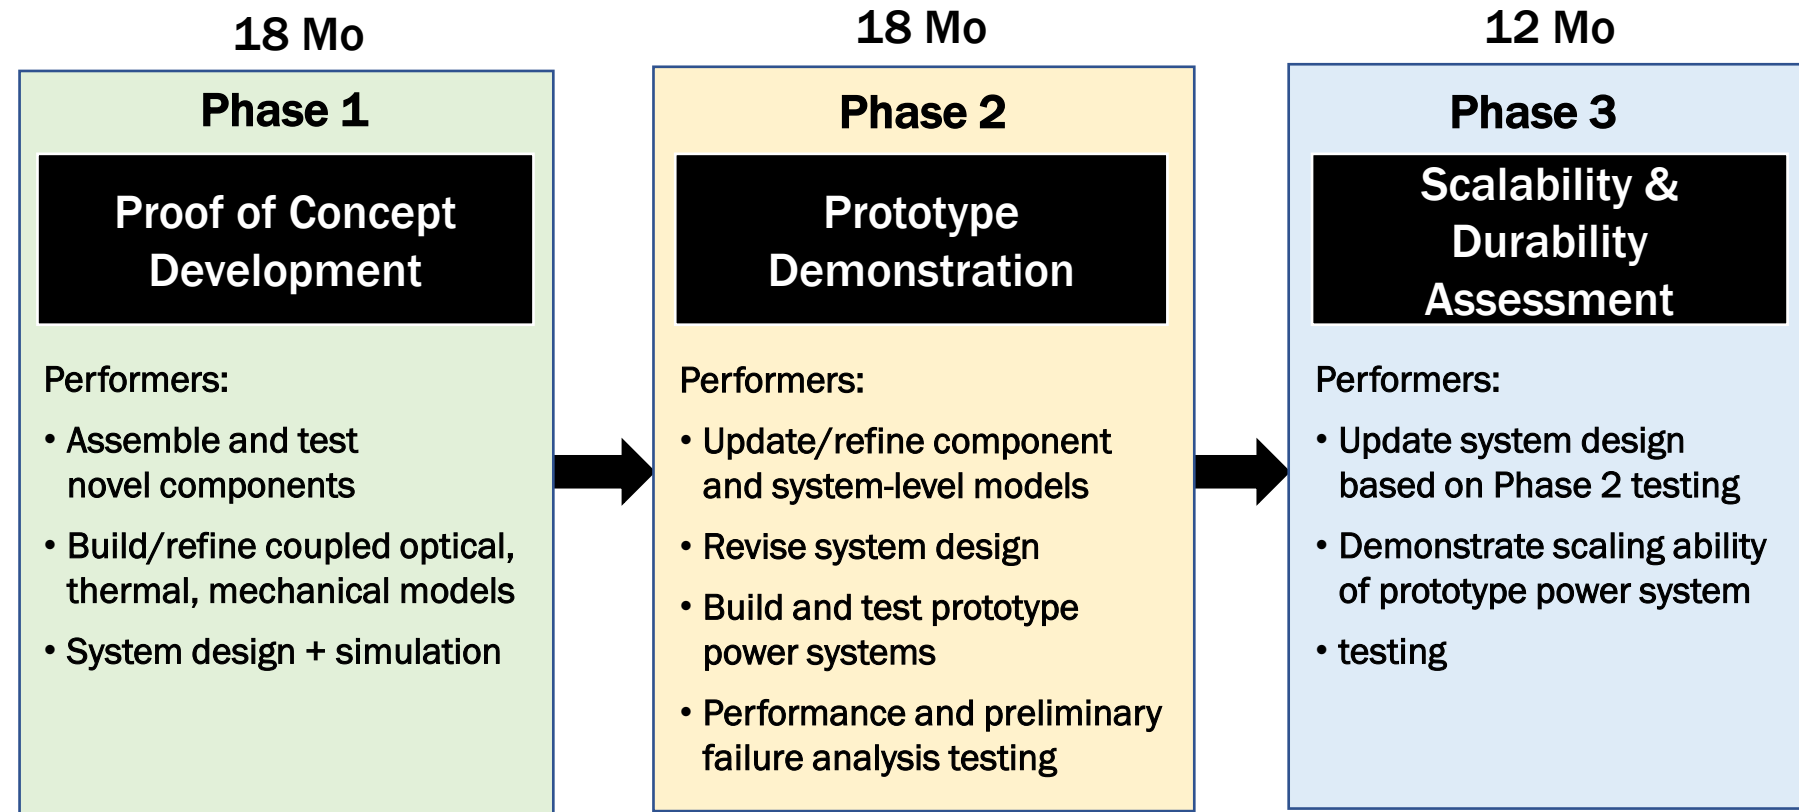 18 Mo
Phase 1
Proof of Concept
Development
Performers:
• Assemble and test
novel components
• Build/refine coupled optical,
thermal, mechanical models
• System design + simulation
18 Mo
Phase 2
Prototype
Demonstration
Performers:
• Update/refine component
and system-level models
• Revise system design
• Build and test prototype
power systems
• Performance and preliminary
failure analysis testing
12 Mo
Phase 3
Scalability &
Durability
Assessment
Performers:
• Update system design
based on Phase 2 testing
• Demonstrate scaling ability
of prototype power system
• testing